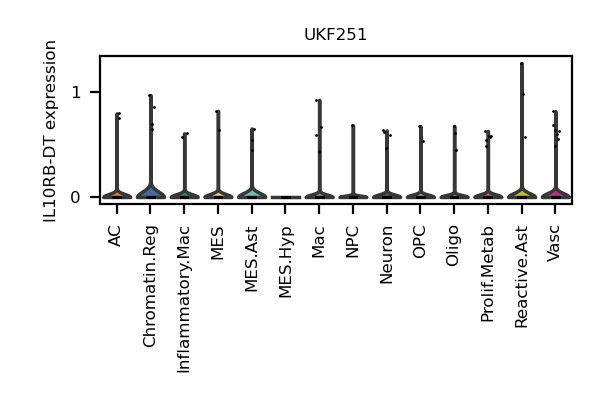 UKF251
IL10RB-DT expression
1
0
AC
Chromatin.Reg
Inflammatory.Mac
MES
MES.Ast
MES.Hyp
Mac
NPC
Neuron
OPC
Oligo
Prolif.Metab
Reactive.Ast
Vasc